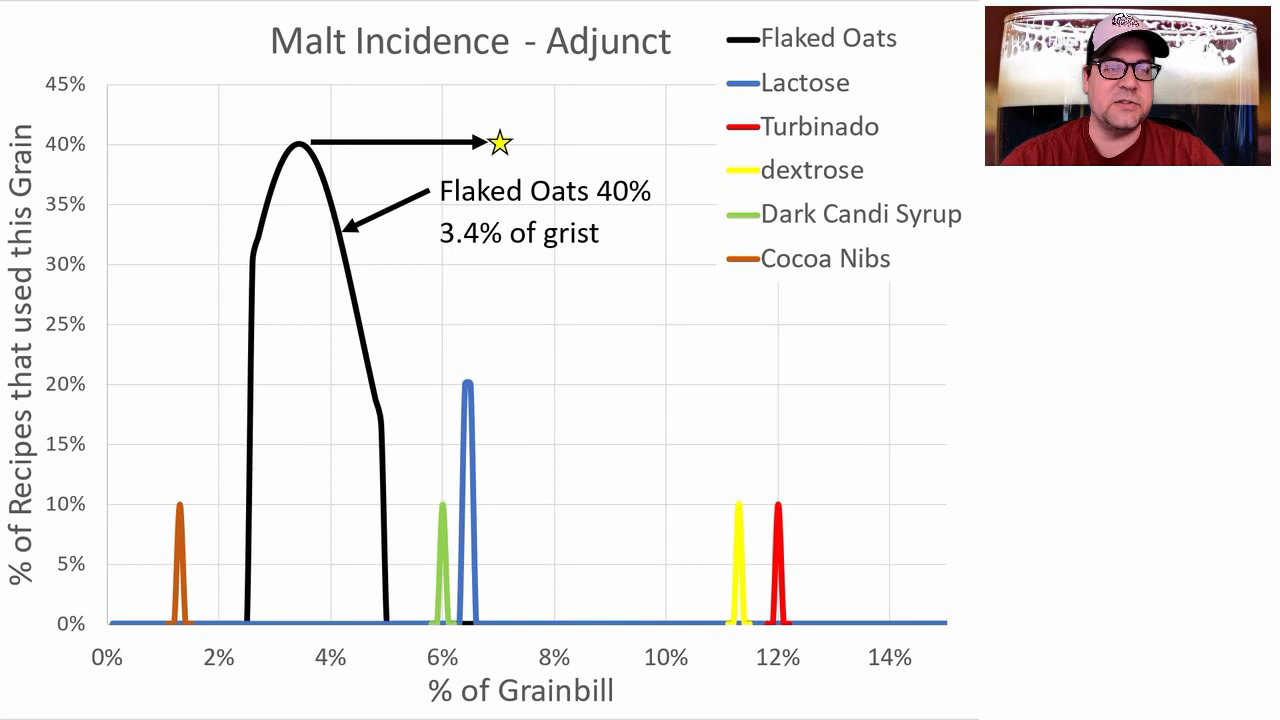 Malt Incidence - Adjunct
Flaked Oats
Lactose
Turbinado
dextrose
Dark Candi Syrup
Cocoa Nibs
% of Recipes that used this Grain
45%
40%
35%
30%
25%
20%
15%
10%
5%
0%
Flaked Oats 40%
3.4% of grist
0% 2% 4% 6% 8% 10% 12% 14%
% of Grainbill